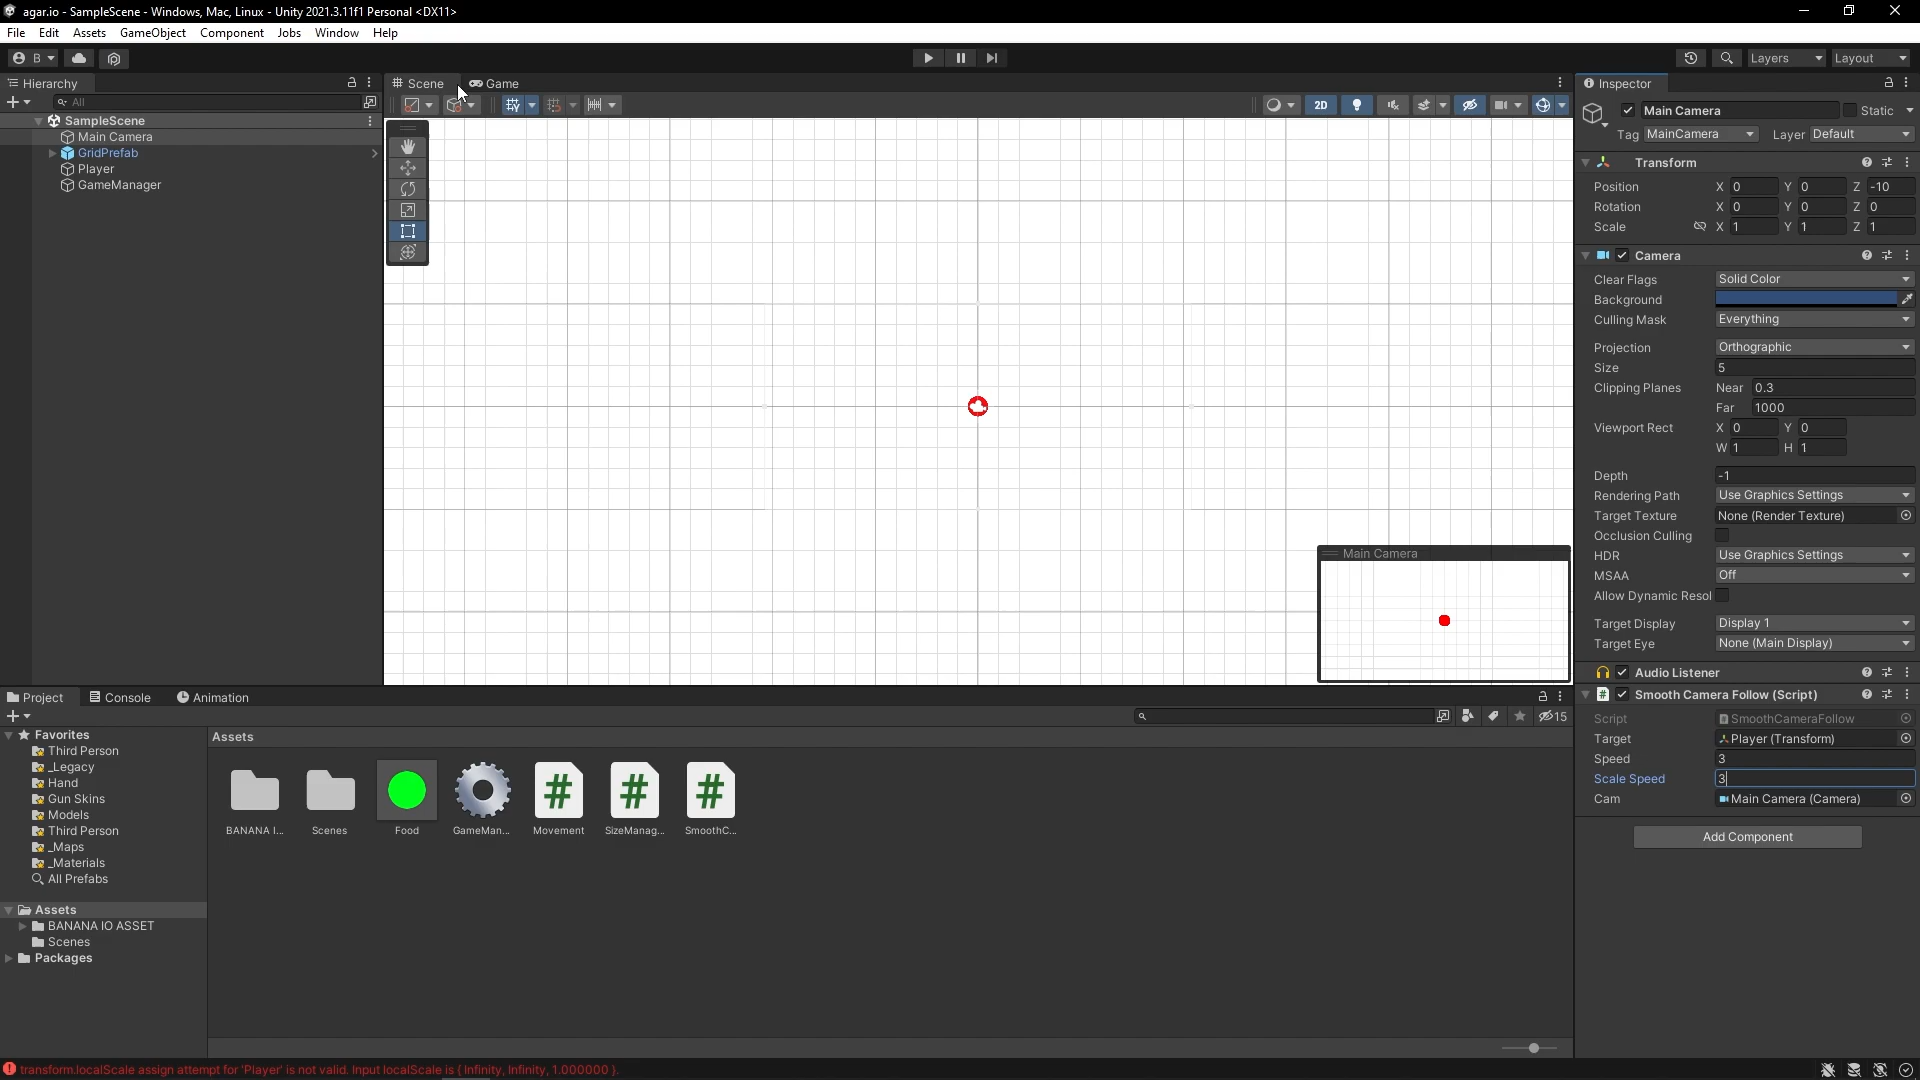 agar.io - SampleScene - Windows, Mac, Linux - Unity 2021.3.11f1 Personal <DX11>
File Edit Assets GameObject Component Jobs Window Help
B Layers Layout
Hierarchy
All
SampleScene
Main Camera
GridPrefab
Player
GameManager
Scene Game
2D
Main Camera
Inspector
Main Camera Static
Tag MainCamera Layer Default
Transform
Position X 0 Y 0 Z -10
Rotation X 0 Y 0 Z 0
Scale X 1 Y 1 Z 1
Camera
Clear Flags Solid Color
Background
Culling Mask Everything
Projection Orthographic
Size 5
Clipping Planes Near 0.3
Far 1000
Viewport Rect X 0 Y 0
W 1 H 1
Depth -1
Rendering Path Use Graphics Settings
Target Texture None (Render Texture)
Occlusion Culling
HDR Use Graphics Settings
MSAA Off
Allow Dynamic Resol
Target Display Display 1
Target Eye None (Main Display)
Audio Listener
Smooth Camera Follow (Script)
Script SmoothCameraFollow
Target Player (Transform)
Speed 3
Scale Speed 3
Cam Main Camera (Camera)
Add Component
Project Console Animation
15
Favorites
Third Person
_Legacy
Hand
Gun Skins
Models
Third Person
_Maps
_Materials
All Prefabs
Assets
BANANA IO ASSET
Scenes
Packages
Assets
BANANA I... Scenes Food GameMan... Movement SizeManag... SmoothC...
transform.localScale assign attempt for 'Player' is not valid. Input localScale is { Infinity, Infinity, 1.000000 }.